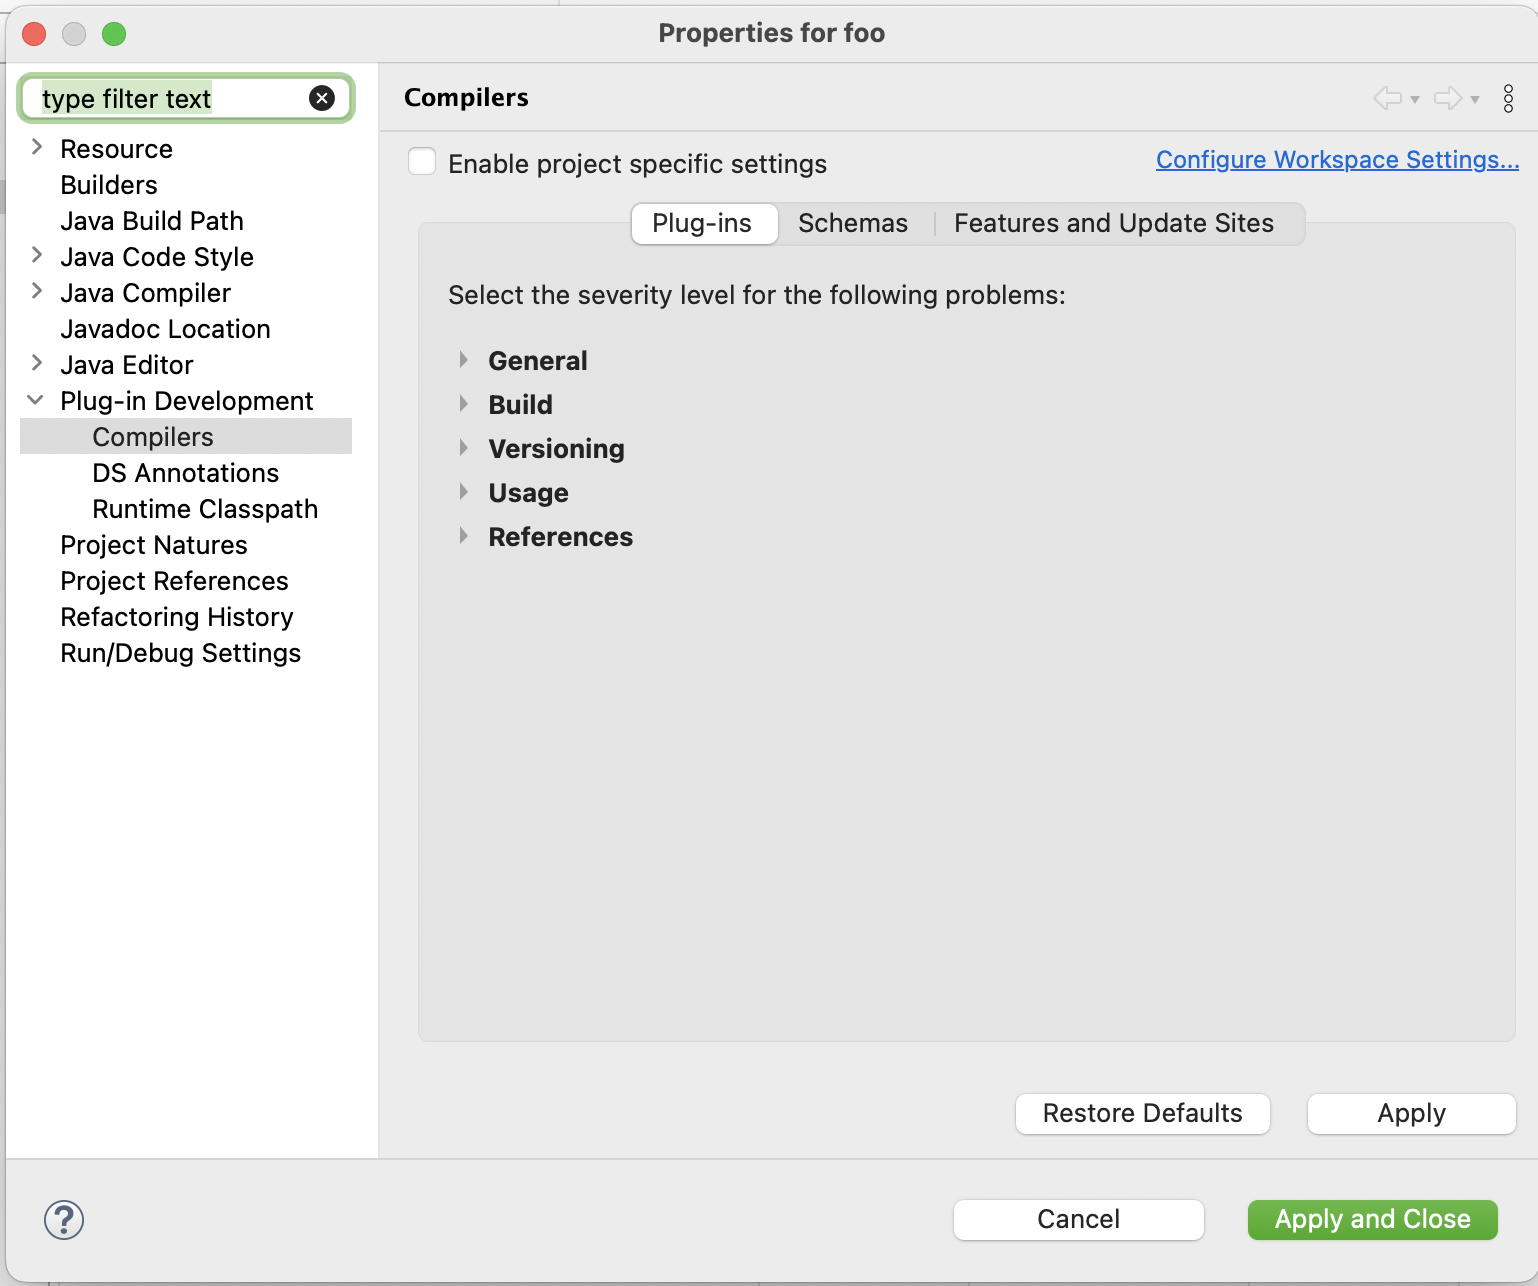 Properties for foo
type filter text
Resource
Builders
Java Build Path
Java Code Style
Java Compiler
Javadoc Location
Java Editor
Plug-in Development
Compilers
DS Annotations
Runtime Classpath
Project Natures
Project References
Refactoring History
Run/Debug Settings
Compilers
Enable project specific settings
Configure Workspace Settings...
Plug-ins
Schemas
Features and Update Sites
Select the severity level for the following problems:
General
Build
Versioning
Usage
References
Restore Defaults
Apply
?
Cancel
Apply and Close